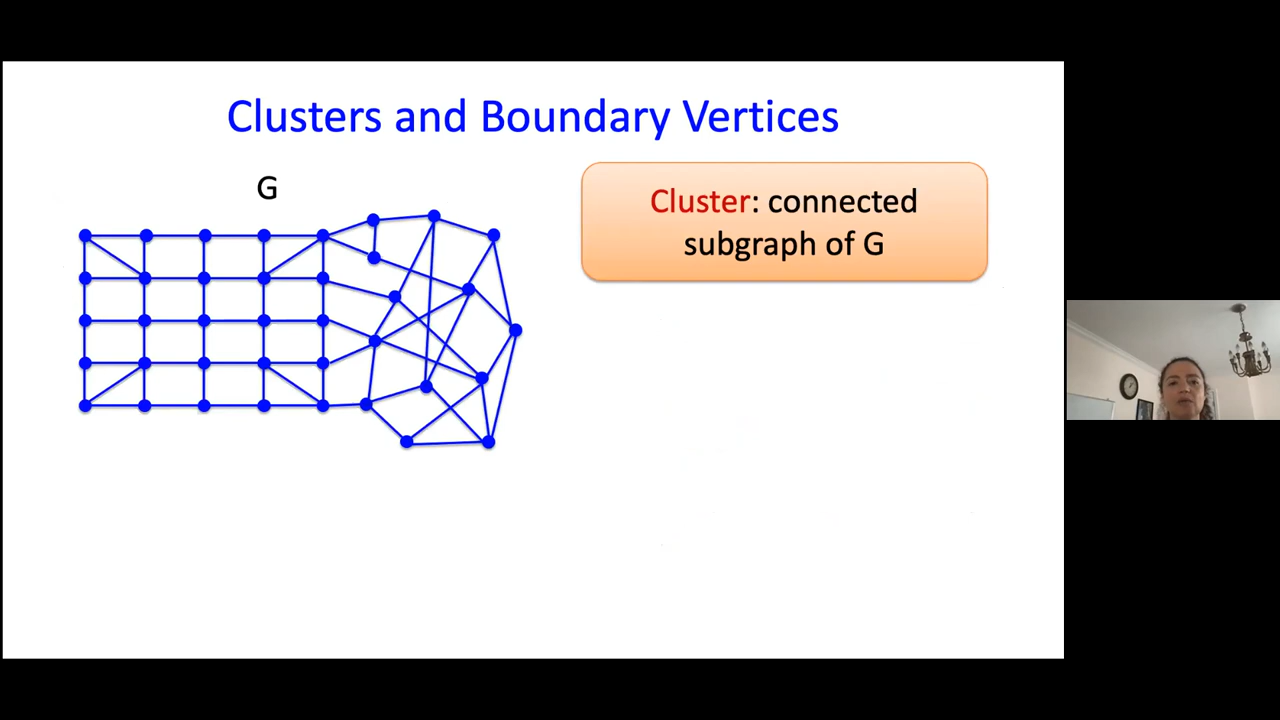 Clusters and Boundary Vertices
G
Cluster: connected
subgraph of G